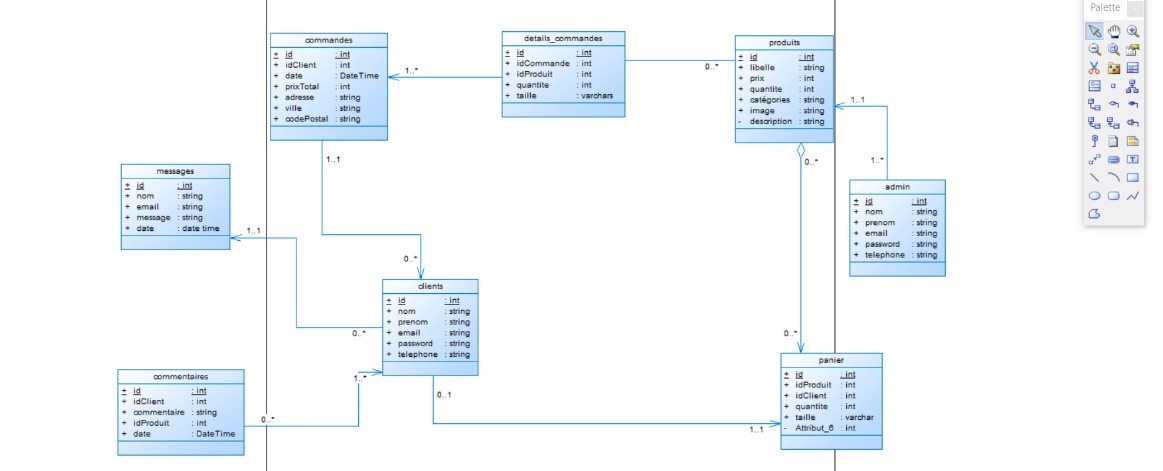 Palette
commandes
+ id : int
+ idClient : int
+ date : DateTime
+ prixTotal : int
+ adresse : string
+ ville : string
+ codePostal : string
details_commandes
+ id : int
+ idCommande : int
+ idProduit : int
+ quantite : int
+ taille : varchars
produits
+ id : int
+ libelle : string
+ prix : int
+ quantite : int
+ catégories : string
+ image : string
- description : string
1..*
0..*
1..1
1..*
0..*
1..1
messages
+ id : int
+ nom : string
+ email : string
+ message : string
+ date : date time
admin
+ id : int
+ nom : string
+ prenom : string
+ email : string
+ password : string
+ telephone : string
1..1
0..*
clients
+ id : int
+ nom : string
+ prenom : string
+ email : string
+ password : string
+ telephone : string
0..*
0..*
panier
+ id : int
+ idProduit : int
+ idClient : int
+ quantite : int
+ taille : varchar
- Attribut_6 : int
commentaires
+ id : int
+ idClient : int
+ commentaire : string
+ idProduit : int
+ date : DateTime
1..*
0..1
0..*
1..1